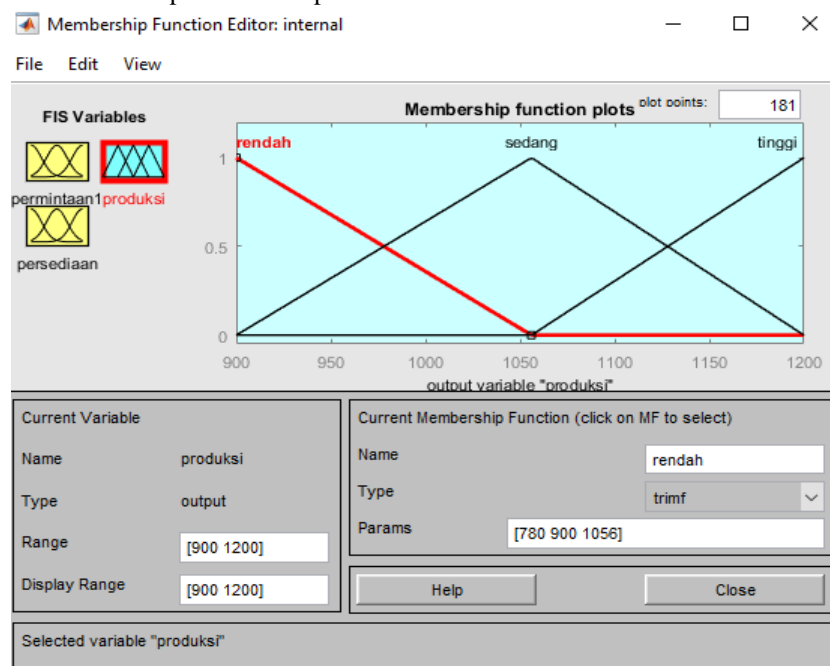 Membership Function Editor: internal
File Edit View
FIS Variables
permintaan1 produksi
persediaan
Membership function plots
plot points: 181
rendah sedang tinggi
1
0.5
0
900 950 1000 1050 1100 1150 1200
output variable "produksi"
Current Variable
Name produksi
Type output
Range [900 1200]
Display Range [900 1200]
Current Membership Function (click on MF to select)
Name rendah
Type trimf
Params [780 900 1056]
Help Close
Selected variable "produksi"